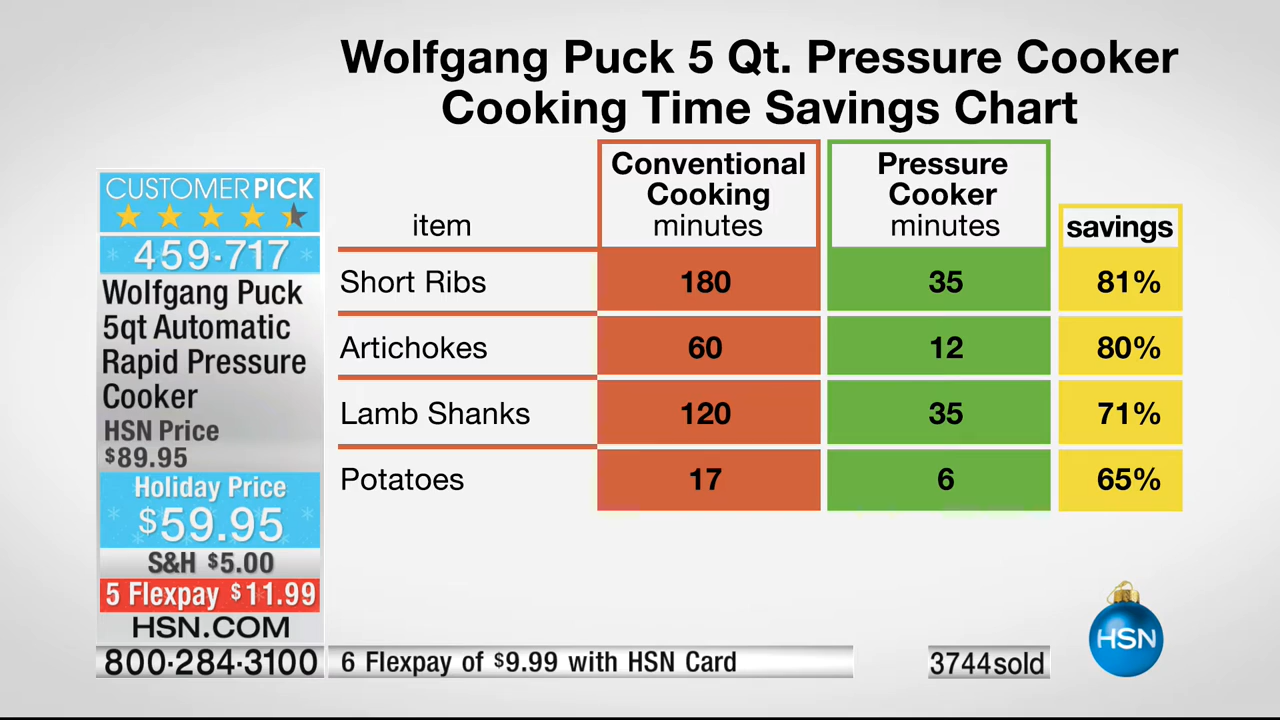 Wolfgang Puck 5 Qt. Pressure Cooker
Cooking Time Savings Chart
item Conventional Cooking minutes Pressure Cooker minutes savings
Short Ribs 180 35 81%
Artichokes 60 12 80%
Lamb Shanks 120 35 71%
Potatoes 17 6 65%
CUSTOMERPICK
459·717
Wolfgang Puck
5qt Automatic
Rapid Pressure
Cooker
HSN Price
$89.95
Holiday Price
$59.95
S&H $5.00
5 Flexpay $11.99
HSN.COM
800·284·3100
6 Flexpay of $9.99 with HSN Card
3744sold
HSN